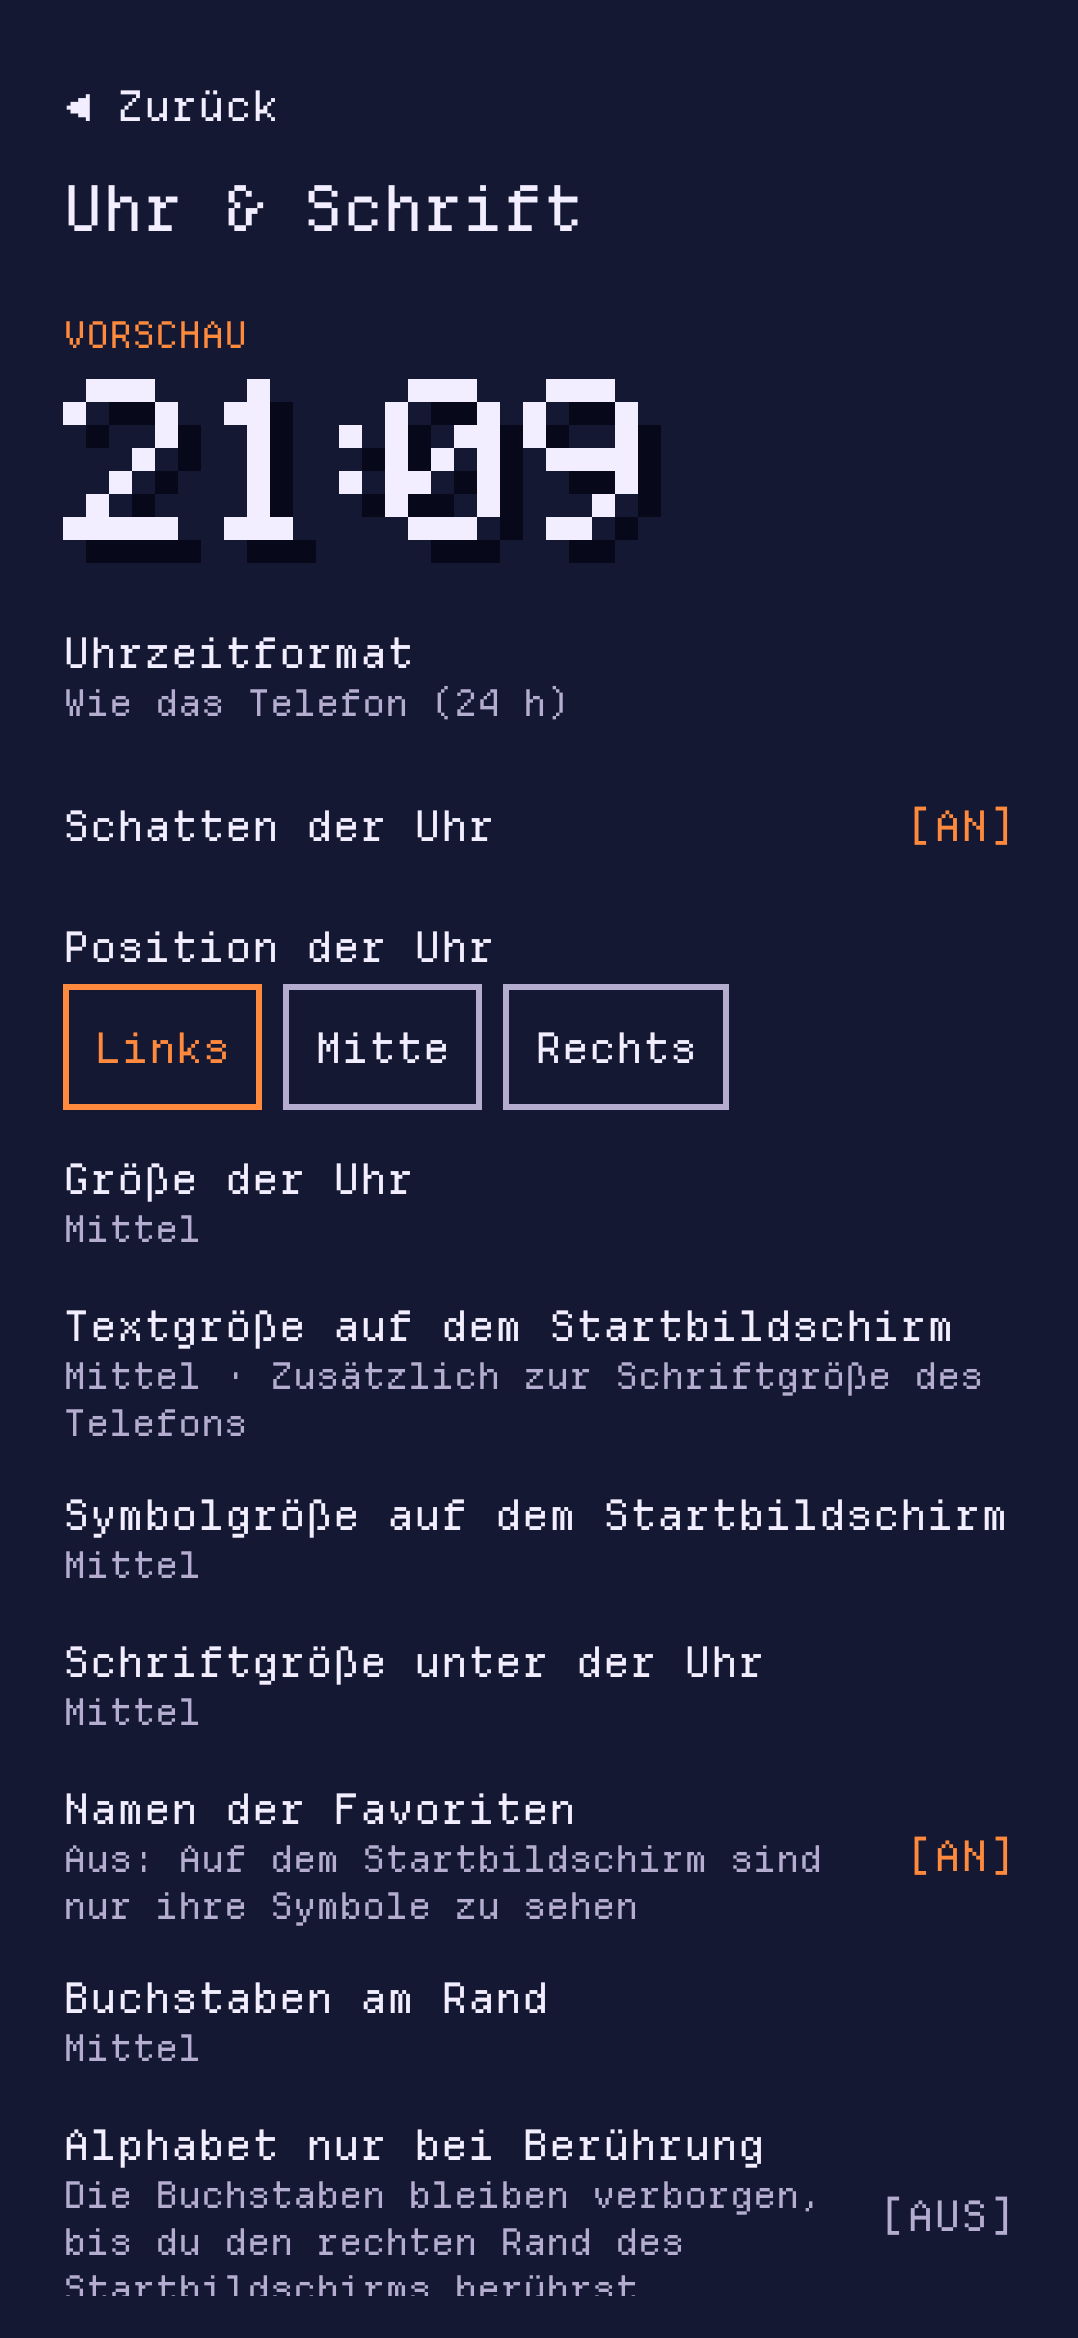 ◀ Zurück
Uhr & Schrift
VORSCHAU
21:09
Uhrzeitformat
Wie das Telefon (24 h)
Schatten der Uhr [AN]
Position der Uhr
Links Mitte Rechts
Größe der Uhr
Mittel
Textgröße auf dem Startbildschirm
Mittel · Zusätzlich zur Schriftgröße des
Telefons
Symbolgröße auf dem Startbildschirm
Mittel
Schriftgröße unter der Uhr
Mittel
Namen der Favoriten
Aus: Auf dem Startbildschirm sind
nur ihre Symbole zu sehen
[AN]
Buchstaben am Rand
Mittel
Alphabet nur bei Berührung
Die Buchstaben bleiben verborgen,
bis du den rechten Rand des
Startbildschirms berührst
[AUS]